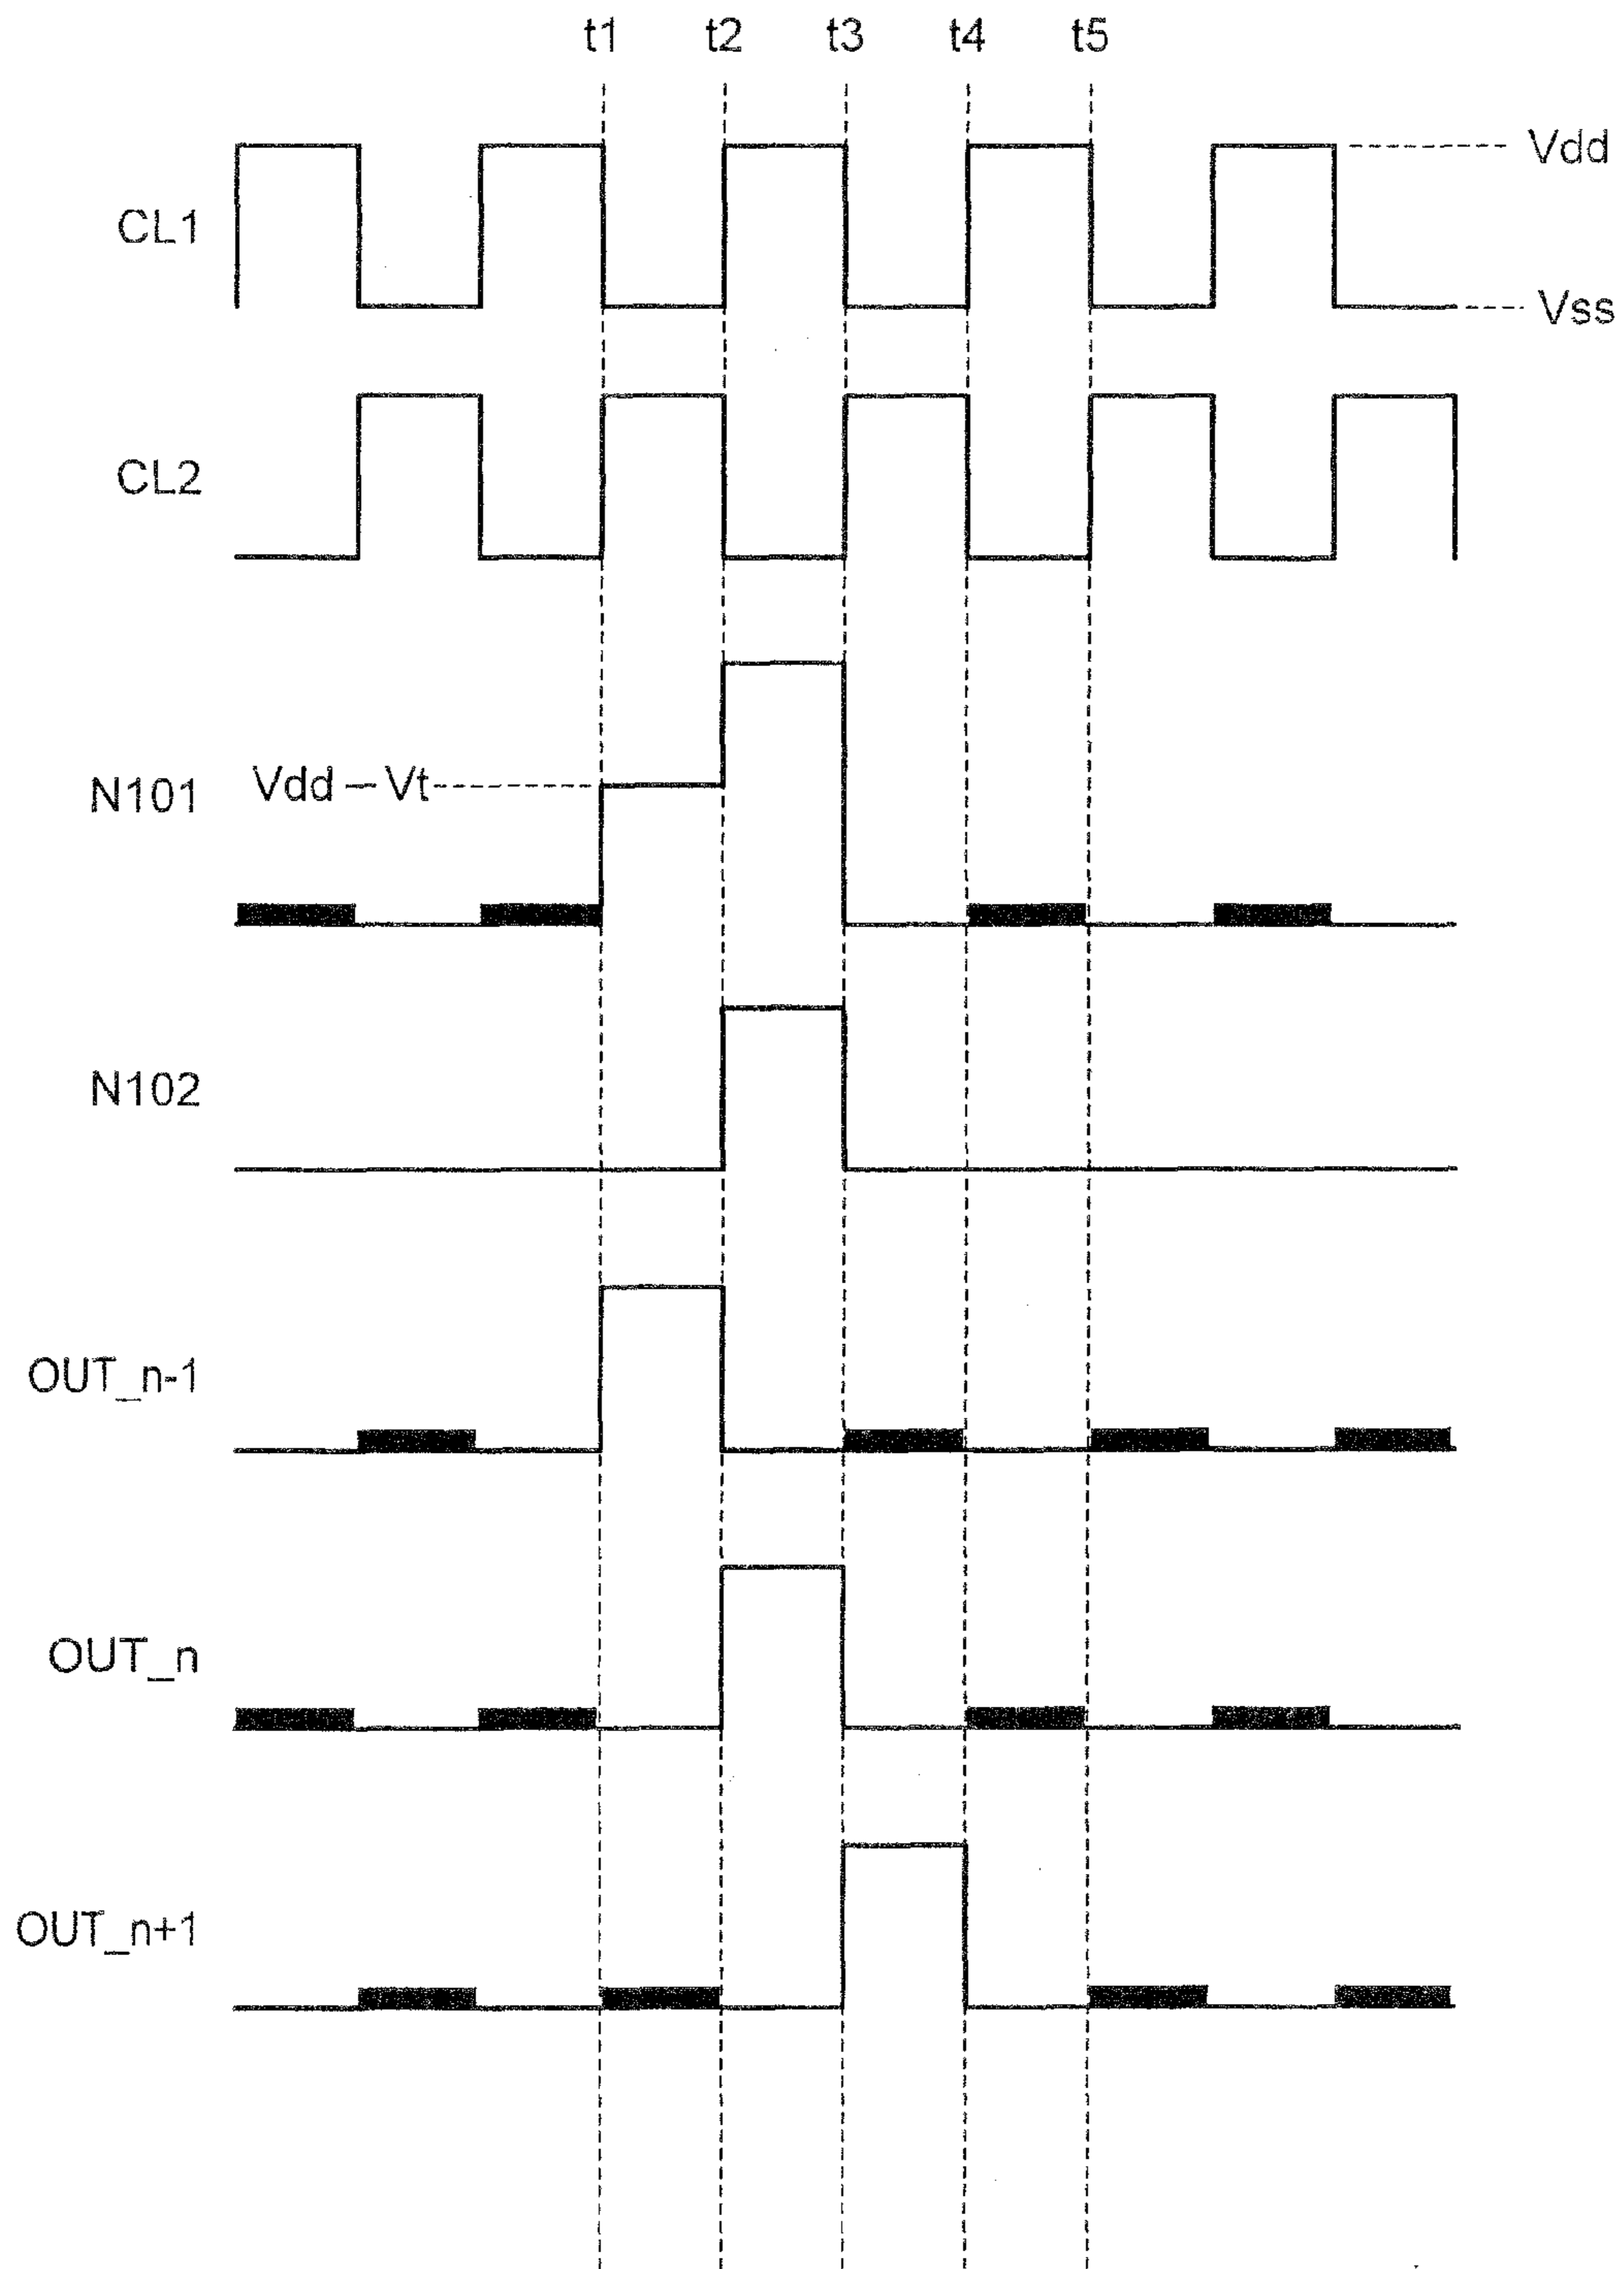 t1 t2 t3 t4 t5
Vdd
CL1
Vss
CL2
Vdd – Vt
N101
N102
OUT_n-1
OUT_n
OUT_n+1